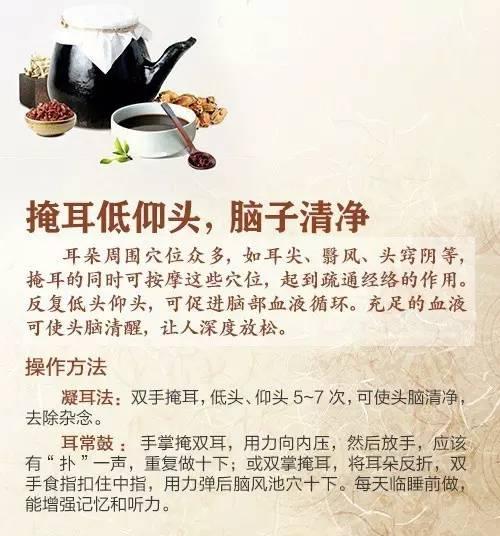 掩耳低仰头，脑子清净
耳朵周围穴位众多，如耳尖、翳风、头窍阴等，
掩耳的同时可按摩这些穴位，起到疏通经络的作用。
反复低头仰头，可促进脑部血液循环。充足的血液
可使头脑清醒，让人深度放松。
操作方法
凝耳法：双手掩耳，低头、仰头5~7次，可使头脑清净，
去除杂念。
耳常鼓：手掌掩双耳，用力向内压，然后放手，应该
有“扑”一声，重复做十下；或双掌掩耳，将耳朵反折，双
手食指扣住中指，用力弹后脑风池穴十下。每天临睡前做，
能增强记忆和听力。